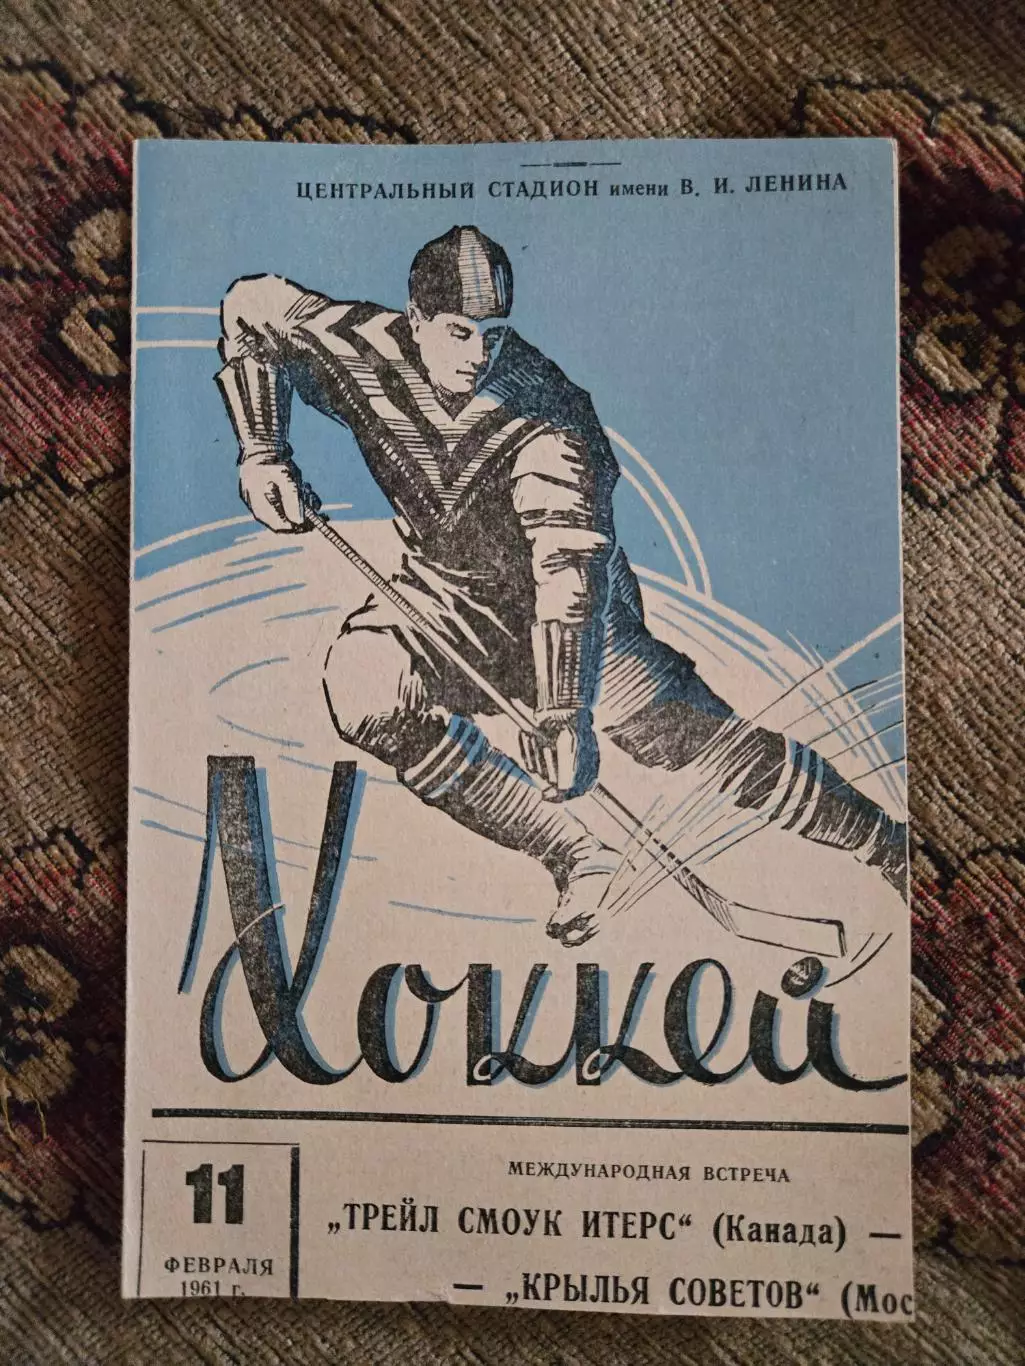 ЦЕНТРАЛЬНЫЙ СТАДИОН имени В. И. ЛЕНИНА
Хоккей
11
ФЕВРАЛЯ
1961 г.
МЕЖДУНАРОДНАЯ ВСТРЕЧА
„ТРЕЙЛ СМОУК ИТЕРС“ (Канада) —
— „КРЫЛЬЯ СОВЕТОВ“ (Мос